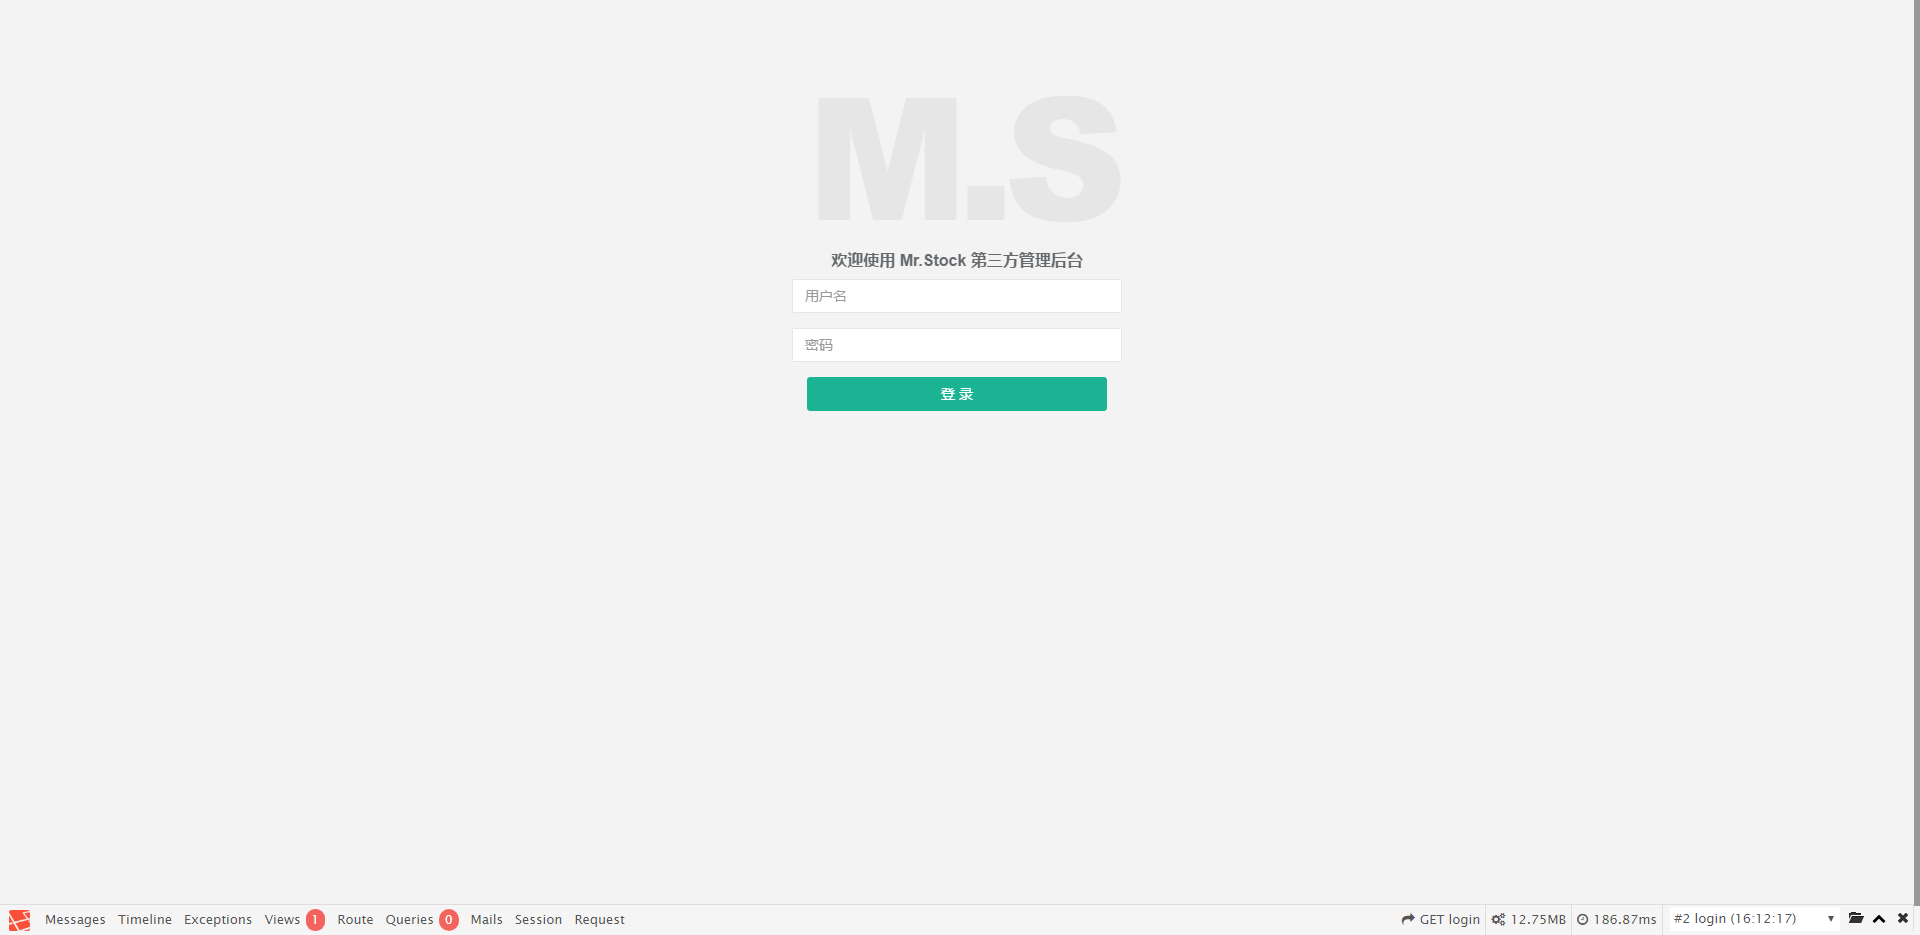 M.S
欢迎使用 Mr.Stock 第三方管理后台
用户名
密码
登 录
Messages Timeline Exceptions Views 1 Route Queries 0 Mails Session Request GET login 12.75MB 186.87ms #2 login (16:12:17)